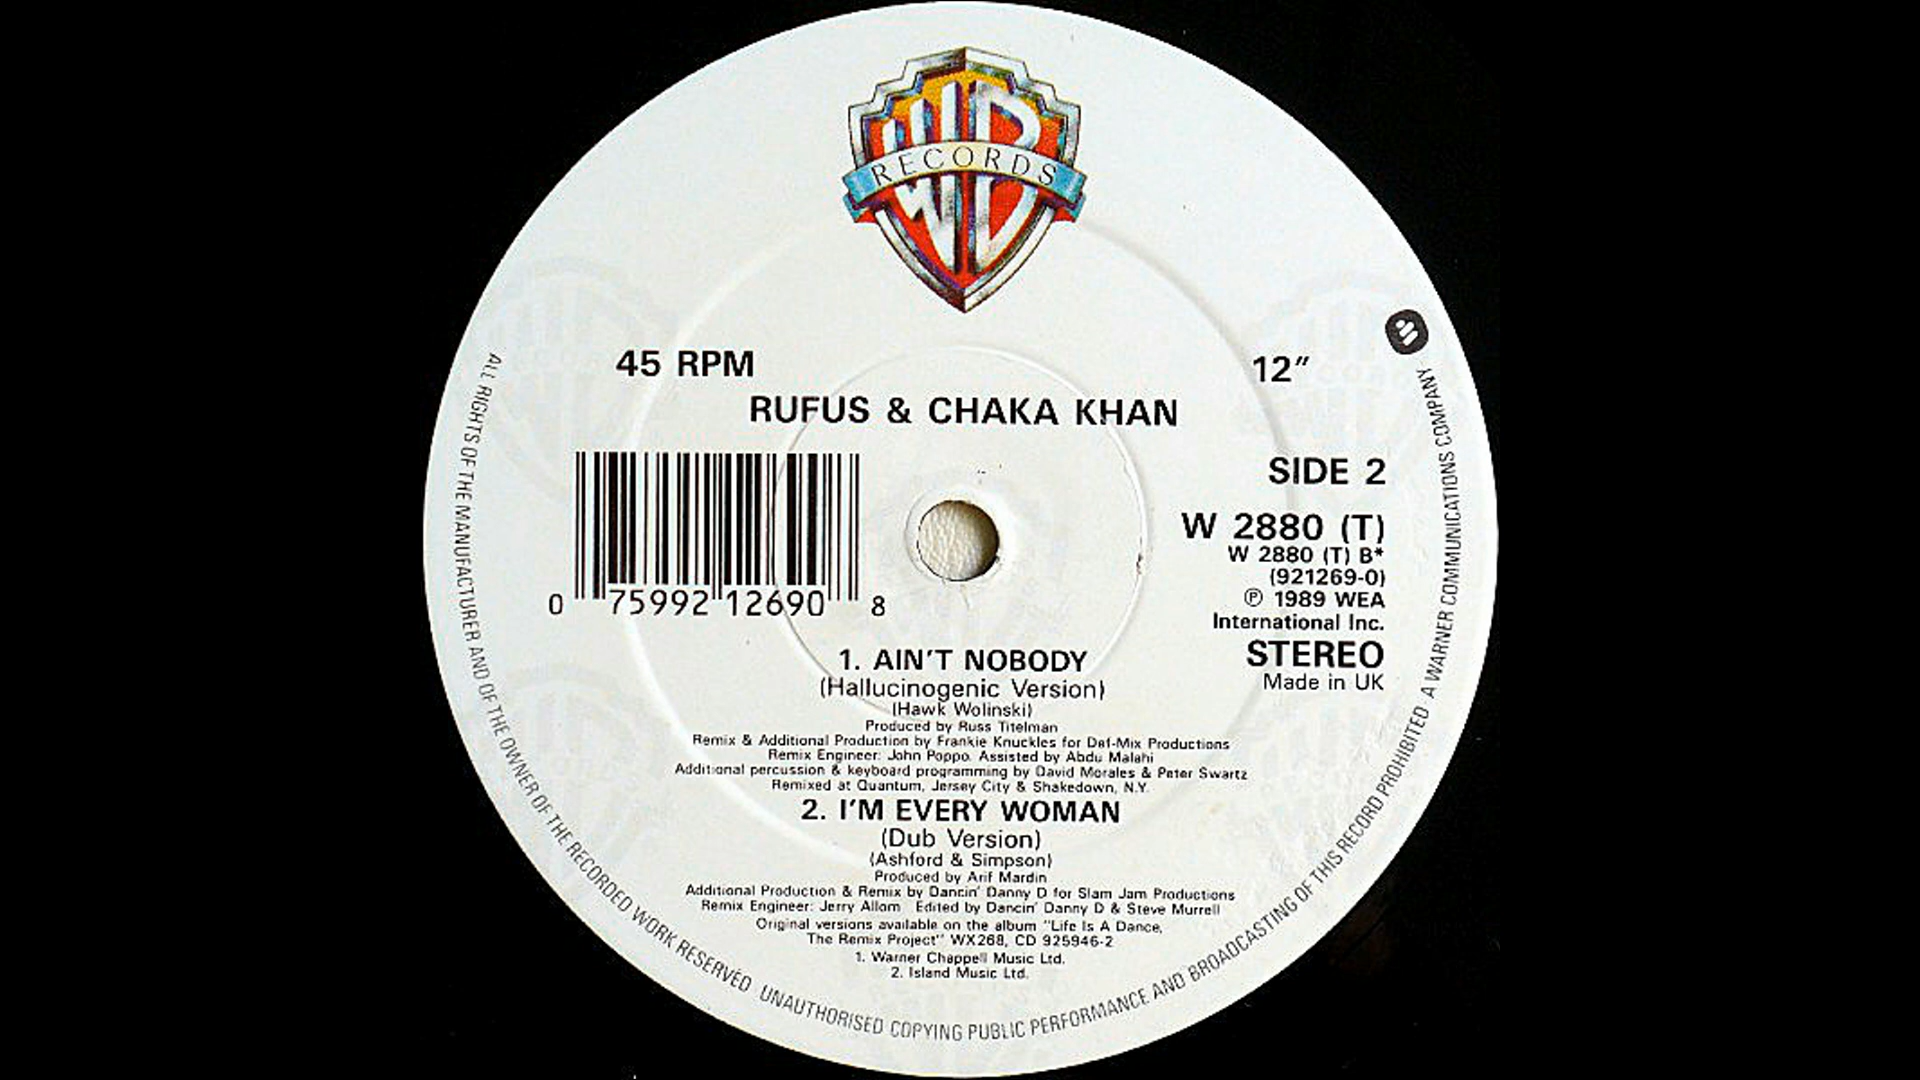 WB
RECORDS
45 RPM
12"
RUFUS & CHAKA KHAN
SIDE 2
W 2880 (T)
W 2880 (T) B*
(921269-0)
℗ 1989 WEA
International Inc.
STEREO
Made in UK
0 75992 12690 8
1. AIN'T NOBODY
(Hallucinogenic Version)
(Hawk Wolinski)
Produced by Russ Titelman
Remix & Additional Production by Frankie Knuckles for Def-Mix Productions
Remix Engineer: John Poppo. Assisted by Abdu Malahi
Additional percussion & keyboard programming by David Morales & Peter Swartz
Remixed at Quantum, Jersey City & Shakedown, N.Y.
2. I'M EVERY WOMAN
(Dub Version)
(Ashford & Simpson)
Produced by Arif Mardin
Additional Production & Remix by Dancin' Danny D for Slam Jam Productions
Remix Engineer: Jerry Allom Edited by Dancin' Danny D & Steve Murrell
Original versions available on the album "Life Is A Dance,
The Remix Project" WX268, CD 925946-2
1. Warner Chappell Music Ltd.
2. Island Music Ltd.
ALL RIGHTS OF THE MANUFACTURER AND OF THE OWNER OF THE RECORDED WORK RESERVED UNAUTHORISED COPYING PUBLIC PERFORMANCE AND BROADCASTING OF THIS RECORD PROHIBITED A WARNER COMMUNICATIONS COMPANY